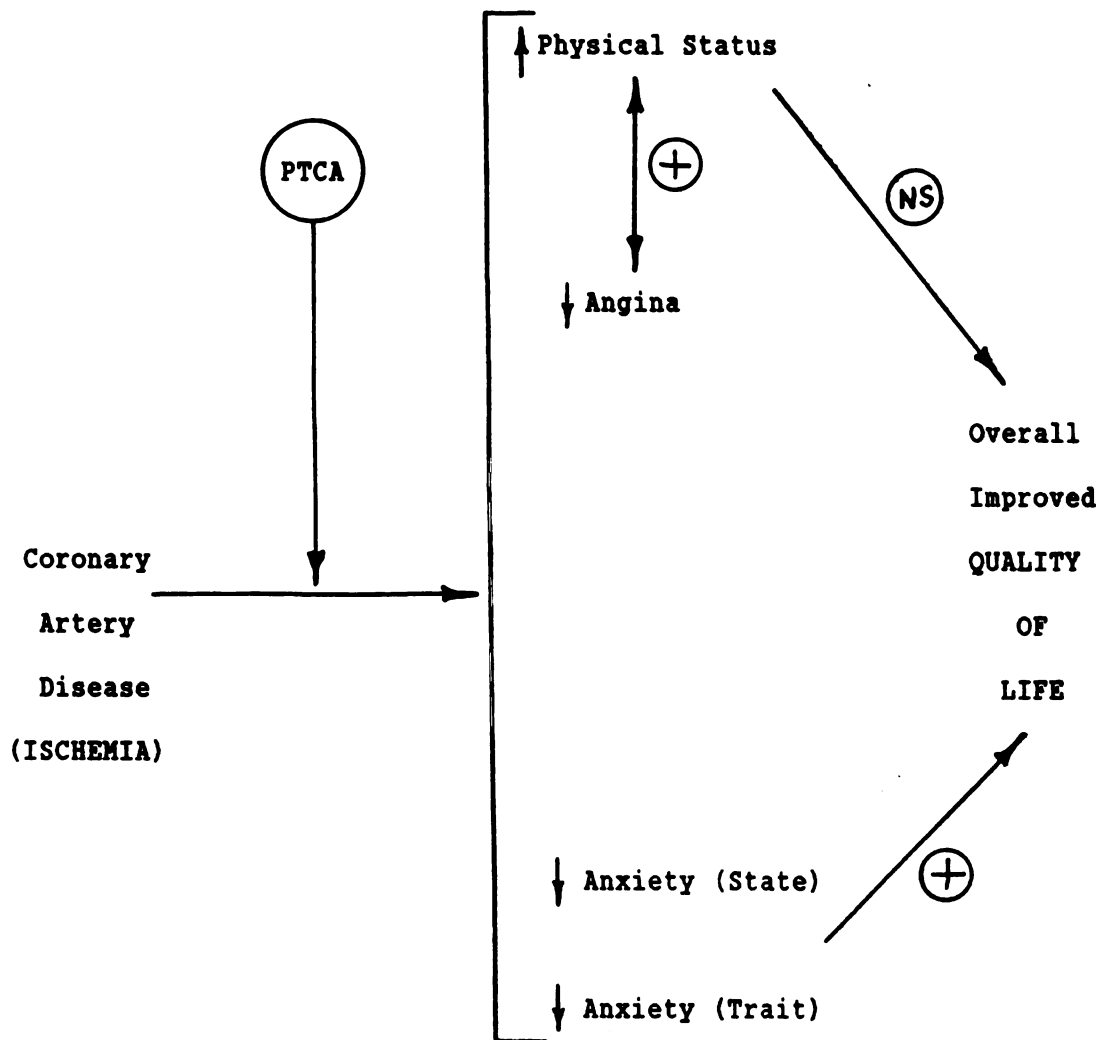 Physical Status
PTCA
+
NS
Angina
Overall
Improved
QUALITY
OF
LIFE
Coronary
Artery
Disease
(ISCHEMIA)
Anxiety (State)
+
Anxiety (Trait)